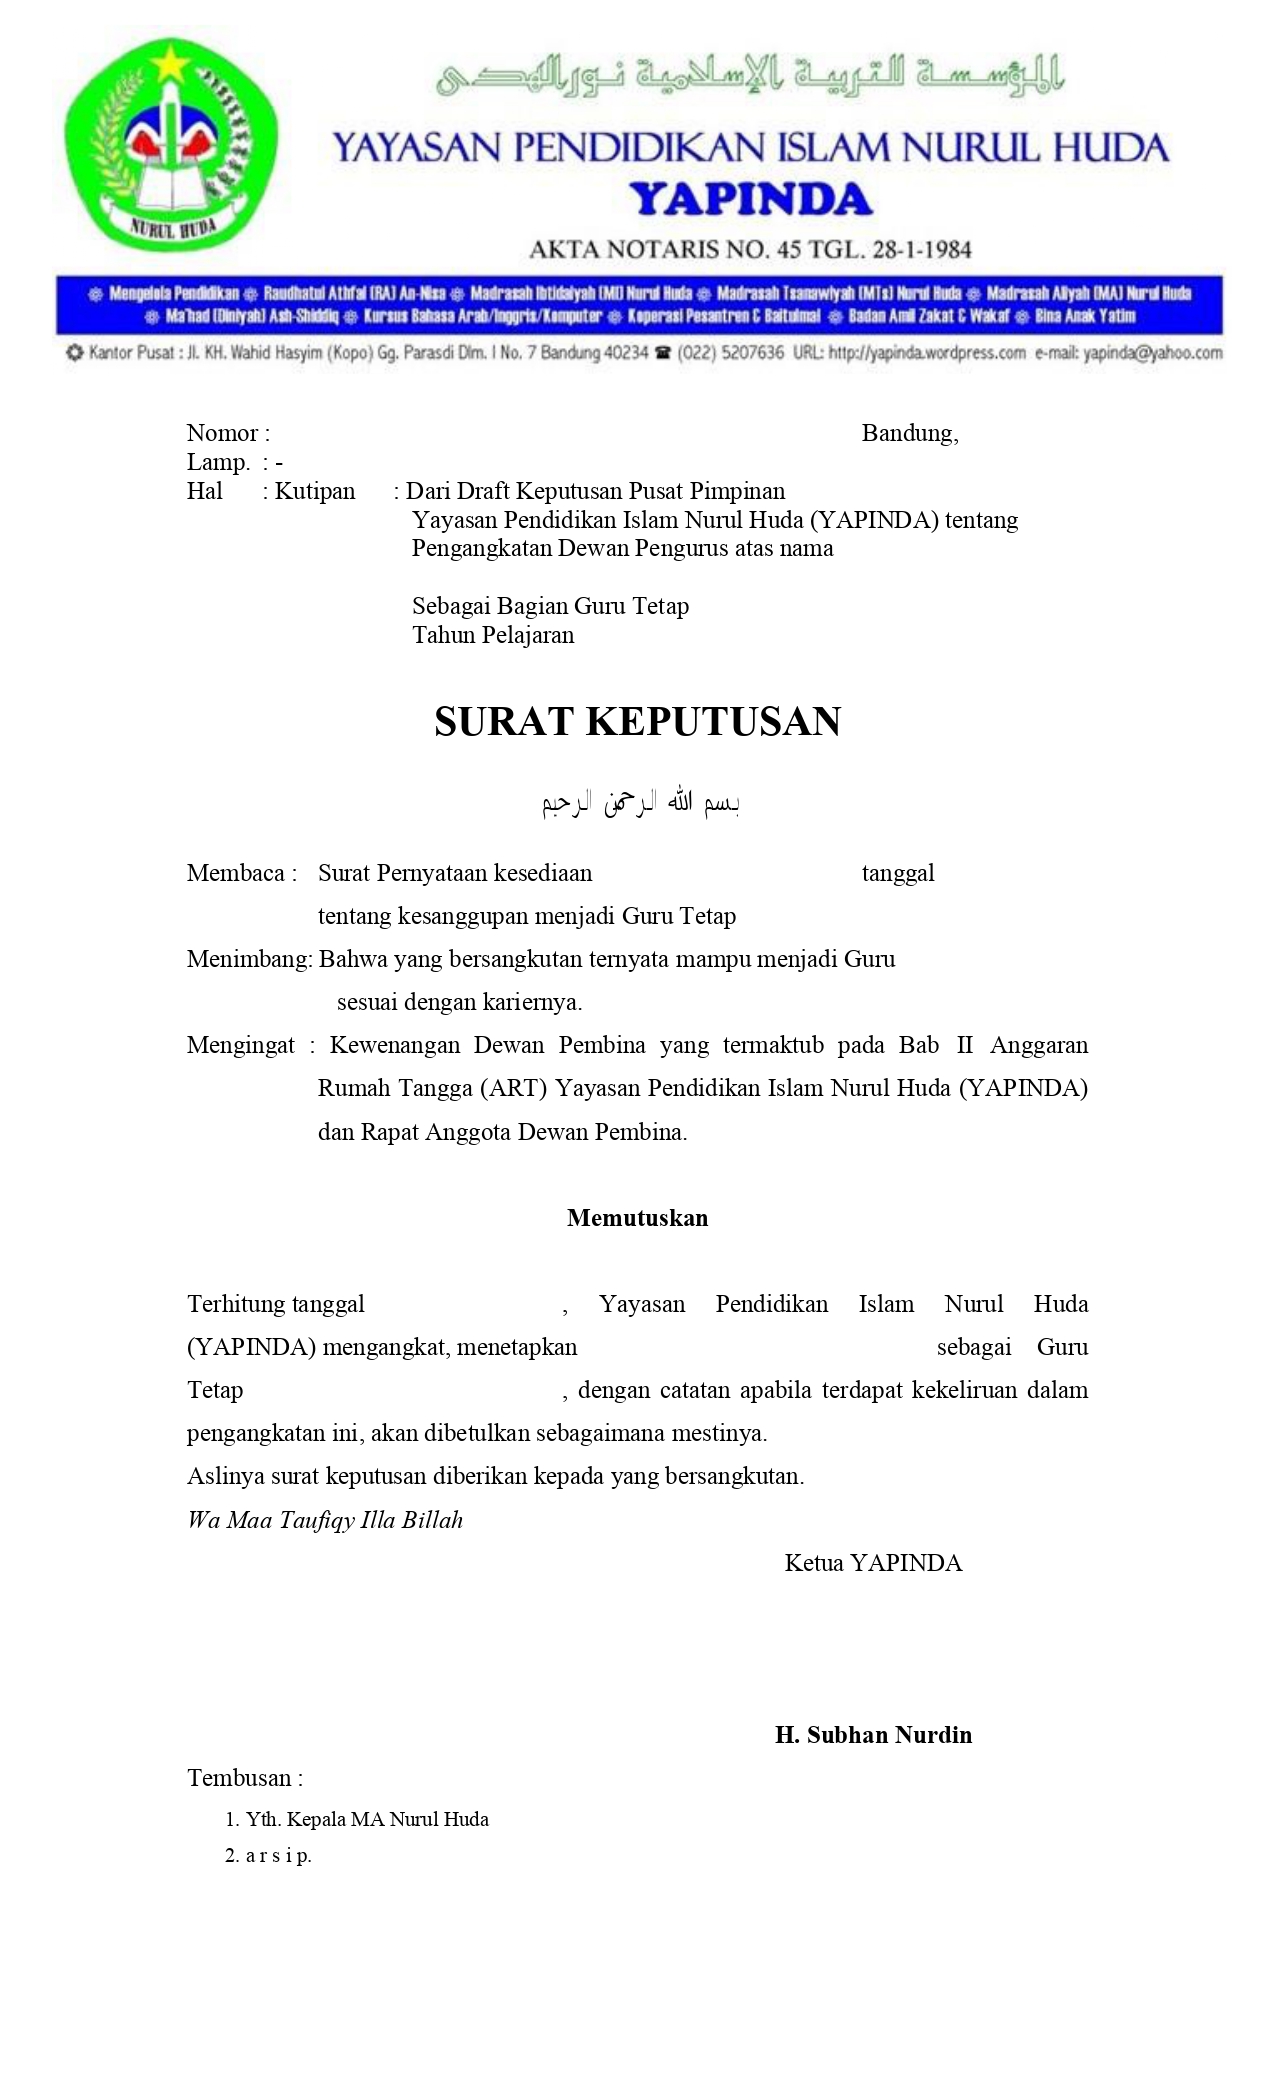 NURUL HUDA
المؤسسة التربية الإسلامية نورالهدى
YAYASAN PENDIDIKAN ISLAM NURUL HUDA
YAPINDA
AKTA NOTARIS NO. 45 TGL. 28-1-1984
Mengelola Pendidikan Raudhatul Athfal (RA) An-Nisa Madrasah Ibtidaiyah (MI) Nurul Huda Madrasah Tsanawiyah (MTs) Nurul Huda Madrasah Aliyah (MA) Nurul Huda
Ma'had (Diniyah) Ash-Shiddiq Kursus Bahasa Arab/Inggris/Komputer Koperasi Pesantren & Baitulmal Badan Amil Zakat & Wakaf Bina Anak Yatim
Kantor Pusat : Jl. KH. Wahid Hasyim (Kopo) Gg. Parasdi Dlm. I No. 7 Bandung 40234 ☎ (022) 5207636 URL: http://yapinda.wordpress.com e-mail: yapinda@yahoo.com
Nomor : Bandung,
Lamp. : -
Hal : Kutipan : Dari Draft Keputusan Pusat Pimpinan
Yayasan Pendidikan Islam Nurul Huda (YAPINDA) tentang
Pengangkatan Dewan Pengurus atas nama
Sebagai Bagian Guru Tetap
Tahun Pelajaran
SURAT KEPUTUSAN
بسم الله الرحمن الرحيم
Membaca : Surat Pernyataan kesediaan tanggal
tentang kesanggupan menjadi Guru Tetap
Menimbang: Bahwa yang bersangkutan ternyata mampu menjadi Guru
sesuai dengan kariernya.
Mengingat : Kewenangan Dewan Pembina yang termaktub pada Bab II Anggaran
Rumah Tangga (ART) Yayasan Pendidikan Islam Nurul Huda (YAPINDA)
dan Rapat Anggota Dewan Pembina.
Memutuskan
Terhitung tanggal , Yayasan Pendidikan Islam Nurul Huda
(YAPINDA) mengangkat, menetapkan sebagai Guru
Tetap , dengan catatan apabila terdapat kekeliruan dalam
pengangkatan ini, akan dibetulkan sebagaimana mestinya.
Aslinya surat keputusan diberikan kepada yang bersangkutan.
Wa Maa Taufiqy Illa Billah
Ketua YAPINDA
H. Subhan Nurdin
Tembusan :
1. Yth. Kepala MA Nurul Huda
2. a r s i p.